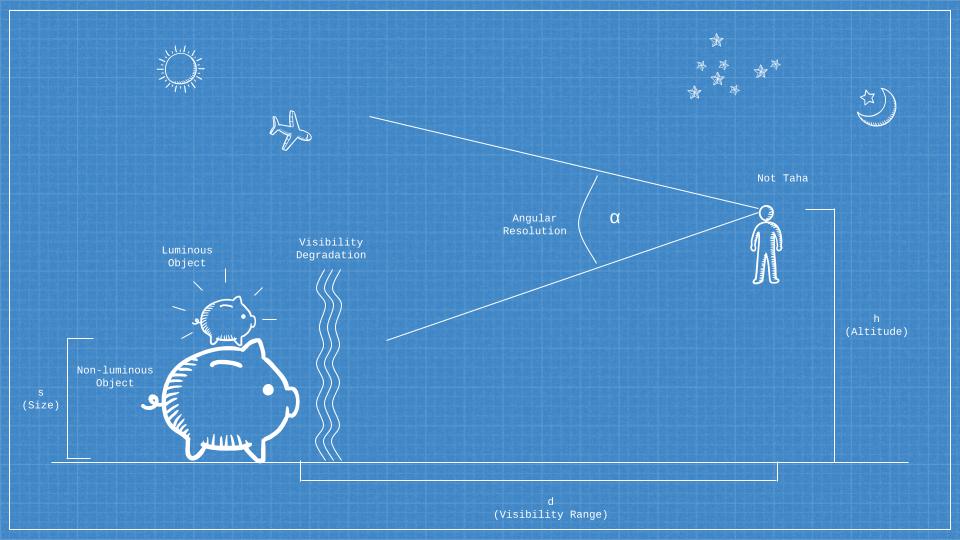 Not Taha
Angular
Resolution
α
Visibility
Degradation
Luminous
Object
h
(Altitude)
Non-luminous
Object
s
(Size)
d
(Visibility Range)